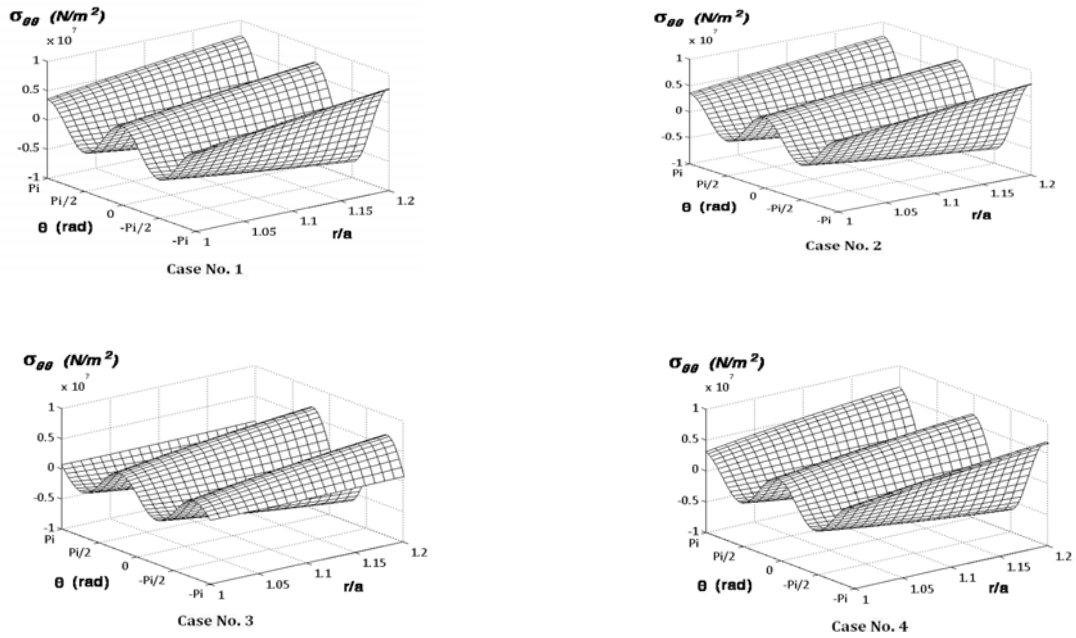 σθθ (N/m²)
x 10⁷
1
0.5
0
-0.5
-1
Pi
Pi/2
0
-Pi/2
-Pi
θ (rad)
1
1.05
1.1
1.15
1.2
r/a
Case No. 1
σθθ (N/m²)
x 10⁷
1
0.5
0
-0.5
-1
Pi
Pi/2
0
-Pi/2
-Pi
θ (rad)
1
1.05
1.1
1.15
1.2
r/a
Case No. 2
σθθ (N/m²)
x 10⁷
1
0.5
0
-0.5
-1
Pi
Pi/2
0
-Pi/2
-Pi
θ (rad)
1
1.05
1.1
1.15
1.2
r/a
Case No. 3
σθθ (N/m²)
x 10⁷
1
0.5
0
-0.5
-1
Pi
Pi/2
0
-Pi/2
-Pi
θ (rad)
1
1.05
1.1
1.15
1.2
r/a
Case No. 4